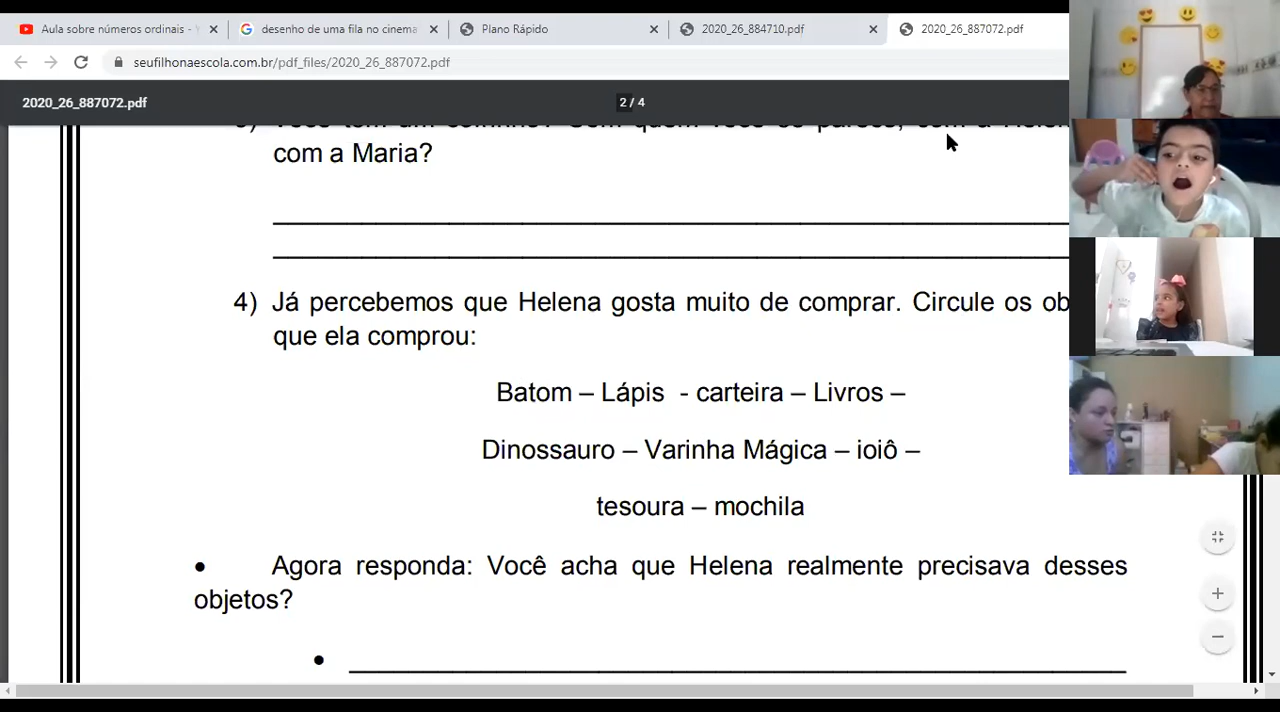 Aula sobre números ordinais - Y
desenho de uma fila no cinema
Plano Rápido
2020_26_884710.pdf
2020_26_887072.pdf
seufilhonaescola.com.br/pdf_files/2020_26_887072.pdf
2020_26_887072.pdf
2 / 4
com a Maria?
4) Já percebemos que Helena gosta muito de comprar. Circule os ob
que ela comprou:
Batom – Lápis - carteira – Livros –
Dinossauro – Varinha Mágica – ioiô –
tesoura – mochila
• Agora responda: Você acha que Helena realmente precisava desses
objetos?